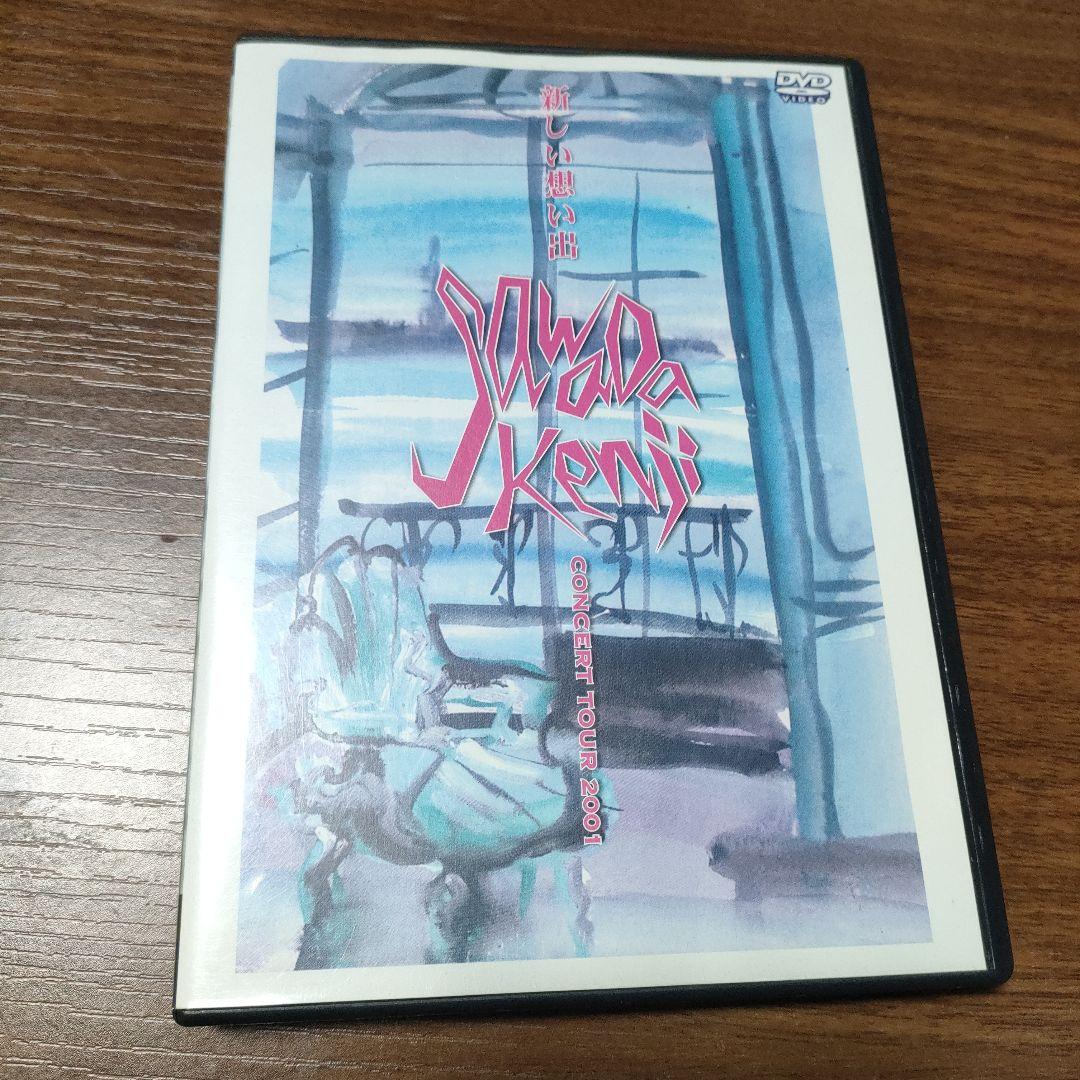 DVD
VIDEO
新しい想い出
SAWADA
Kenji
CONCERT TOUR 2001